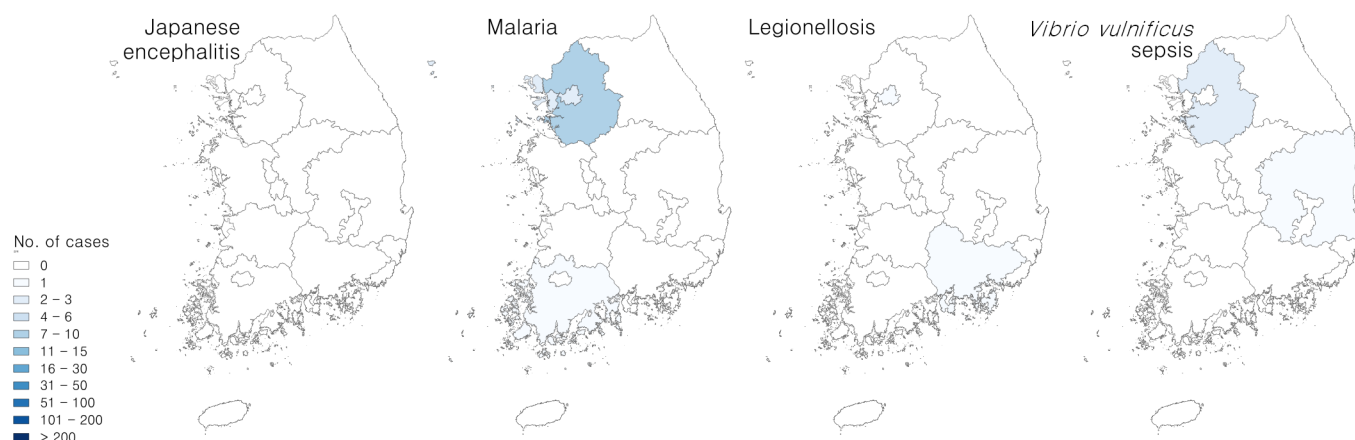 Japanese
encephalitis
Malaria
Legionellosis
Vibrio vulnificus
sepsis
No. of cases
0
1
2 – 3
4 – 6
7 – 10
11 – 15
16 – 30
31 – 50
51 – 100
101 – 200
> 200